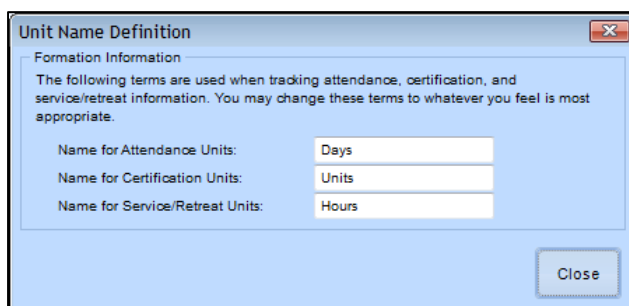 Unit Name Definition
Formation Information
The following terms are used when tracking attendance, certification, and
service/retreat information. You may change these terms to whatever you feel is most
appropriate.
Name for Attendance Units: Days
Name for Certification Units: Units
Name for Service/Retreat Units: Hours
Close